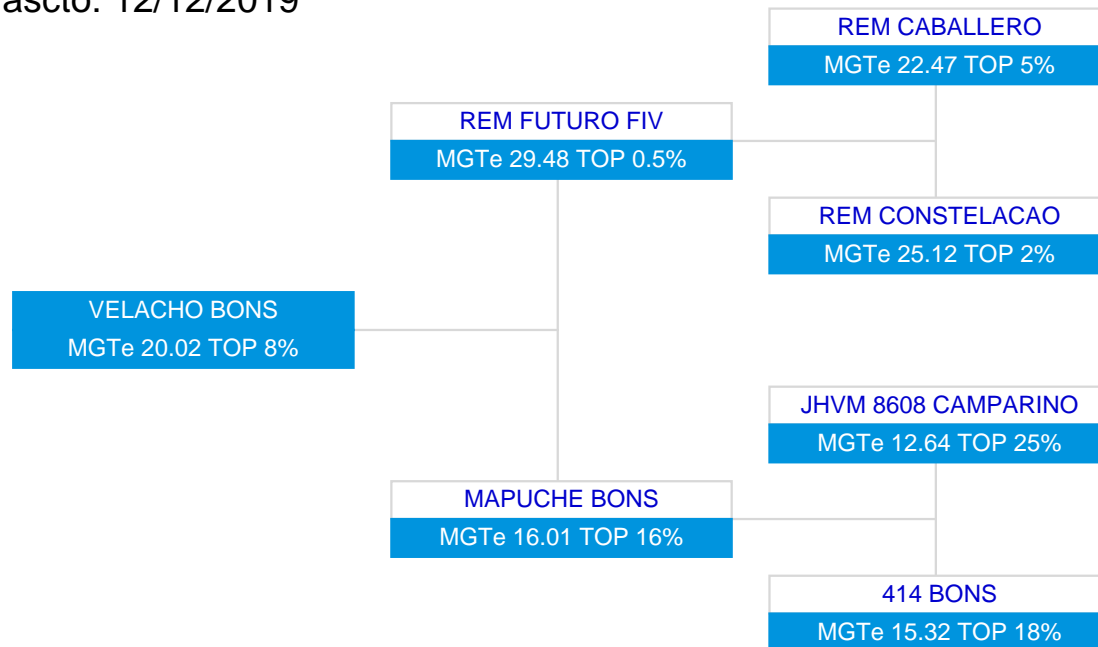 ascto: 12/12/2019
REM CABALLERO
MGTe 22.47 TOP 5%
REM FUTURO FIV
MGTe 29.48 TOP 0.5%
REM CONSTELACAO
MGTe 25.12 TOP 2%
VELACHO BONS
MGTe 20.02 TOP 8%
JHVM 8608 CAMPARINO
MGTe 12.64 TOP 25%
MAPUCHE BONS
MGTe 16.01 TOP 16%
414 BONS
MGTe 15.32 TOP 18%